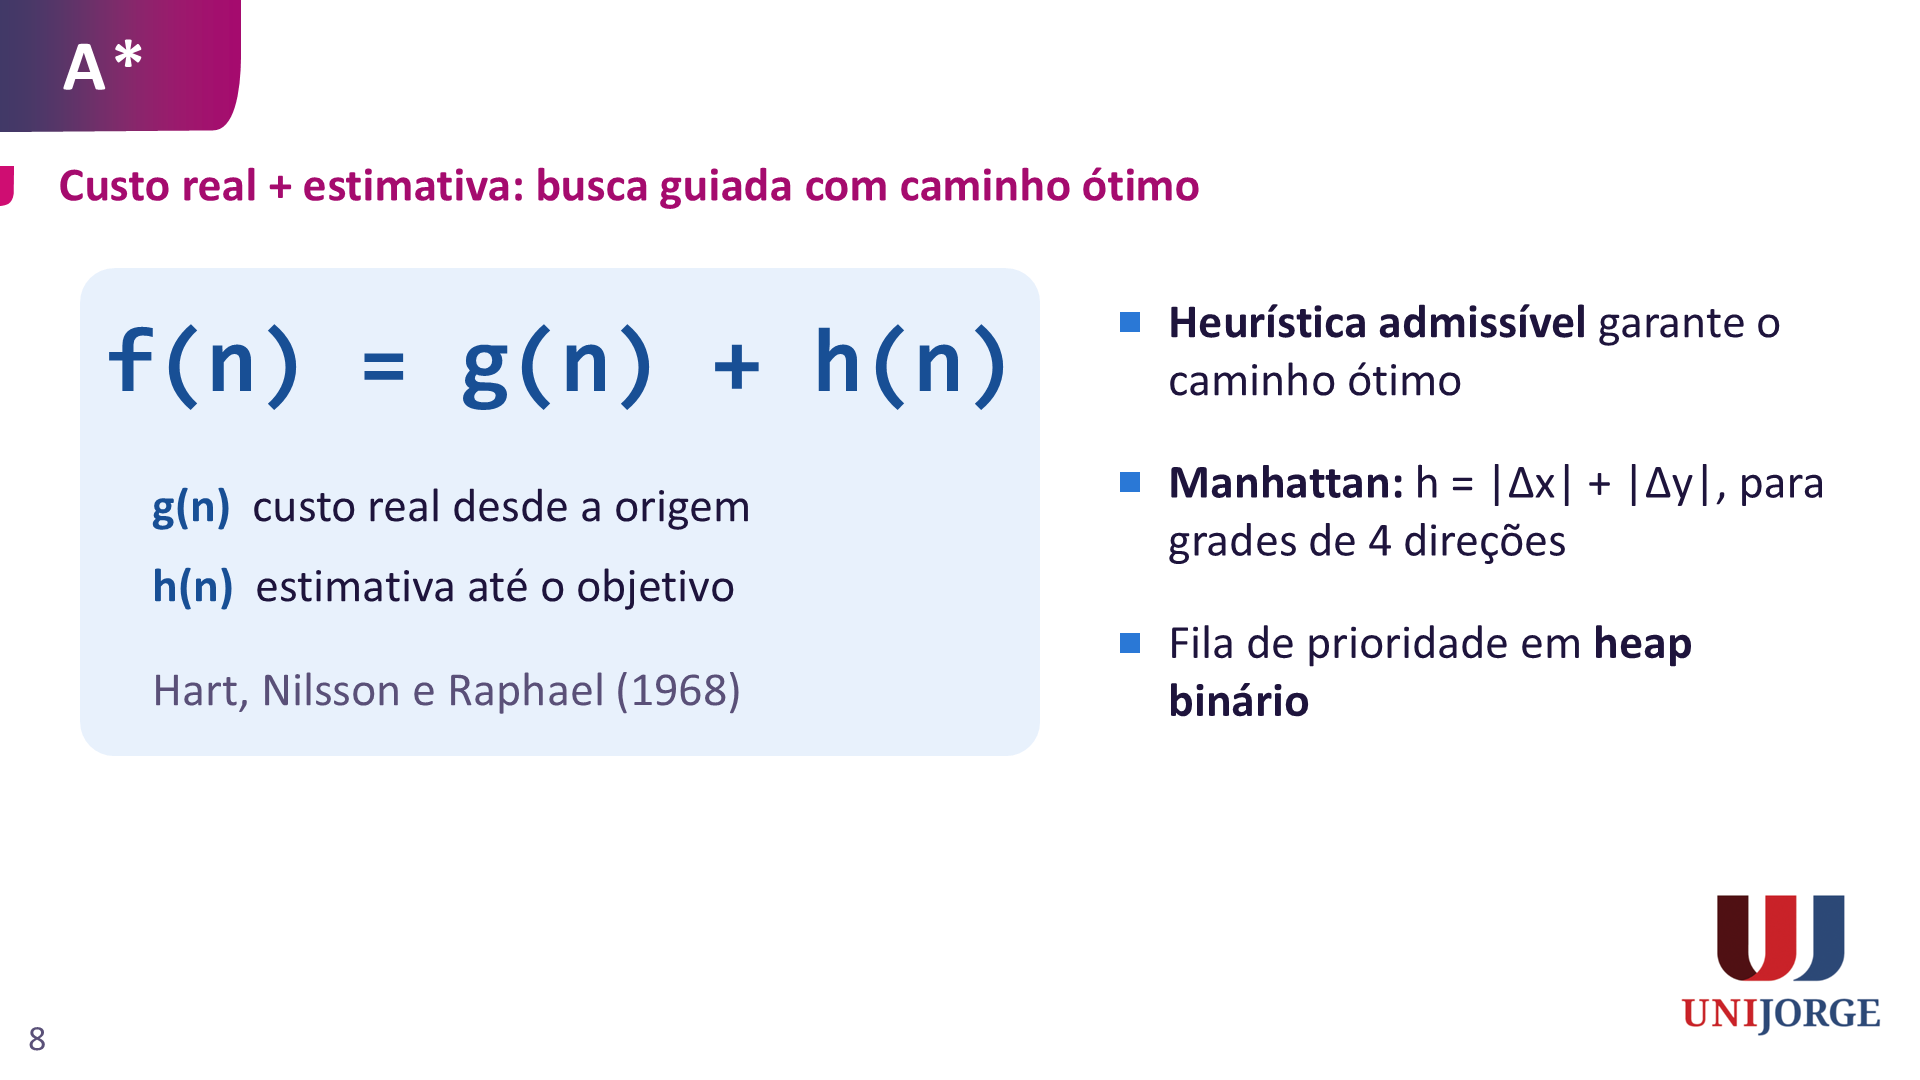 A*
Custo real + estimativa: busca guiada com caminho ótimo
f(n) = g(n) + h(n)
g(n) custo real desde a origem
h(n) estimativa até o objetivo
Hart, Nilsson e Raphael (1968)
Heurística admissível garante o
caminho ótimo
Manhattan: h = |Δx| + |Δy|, para
grades de 4 direções
Fila de prioridade em heap
binário
UNIJORGE
8